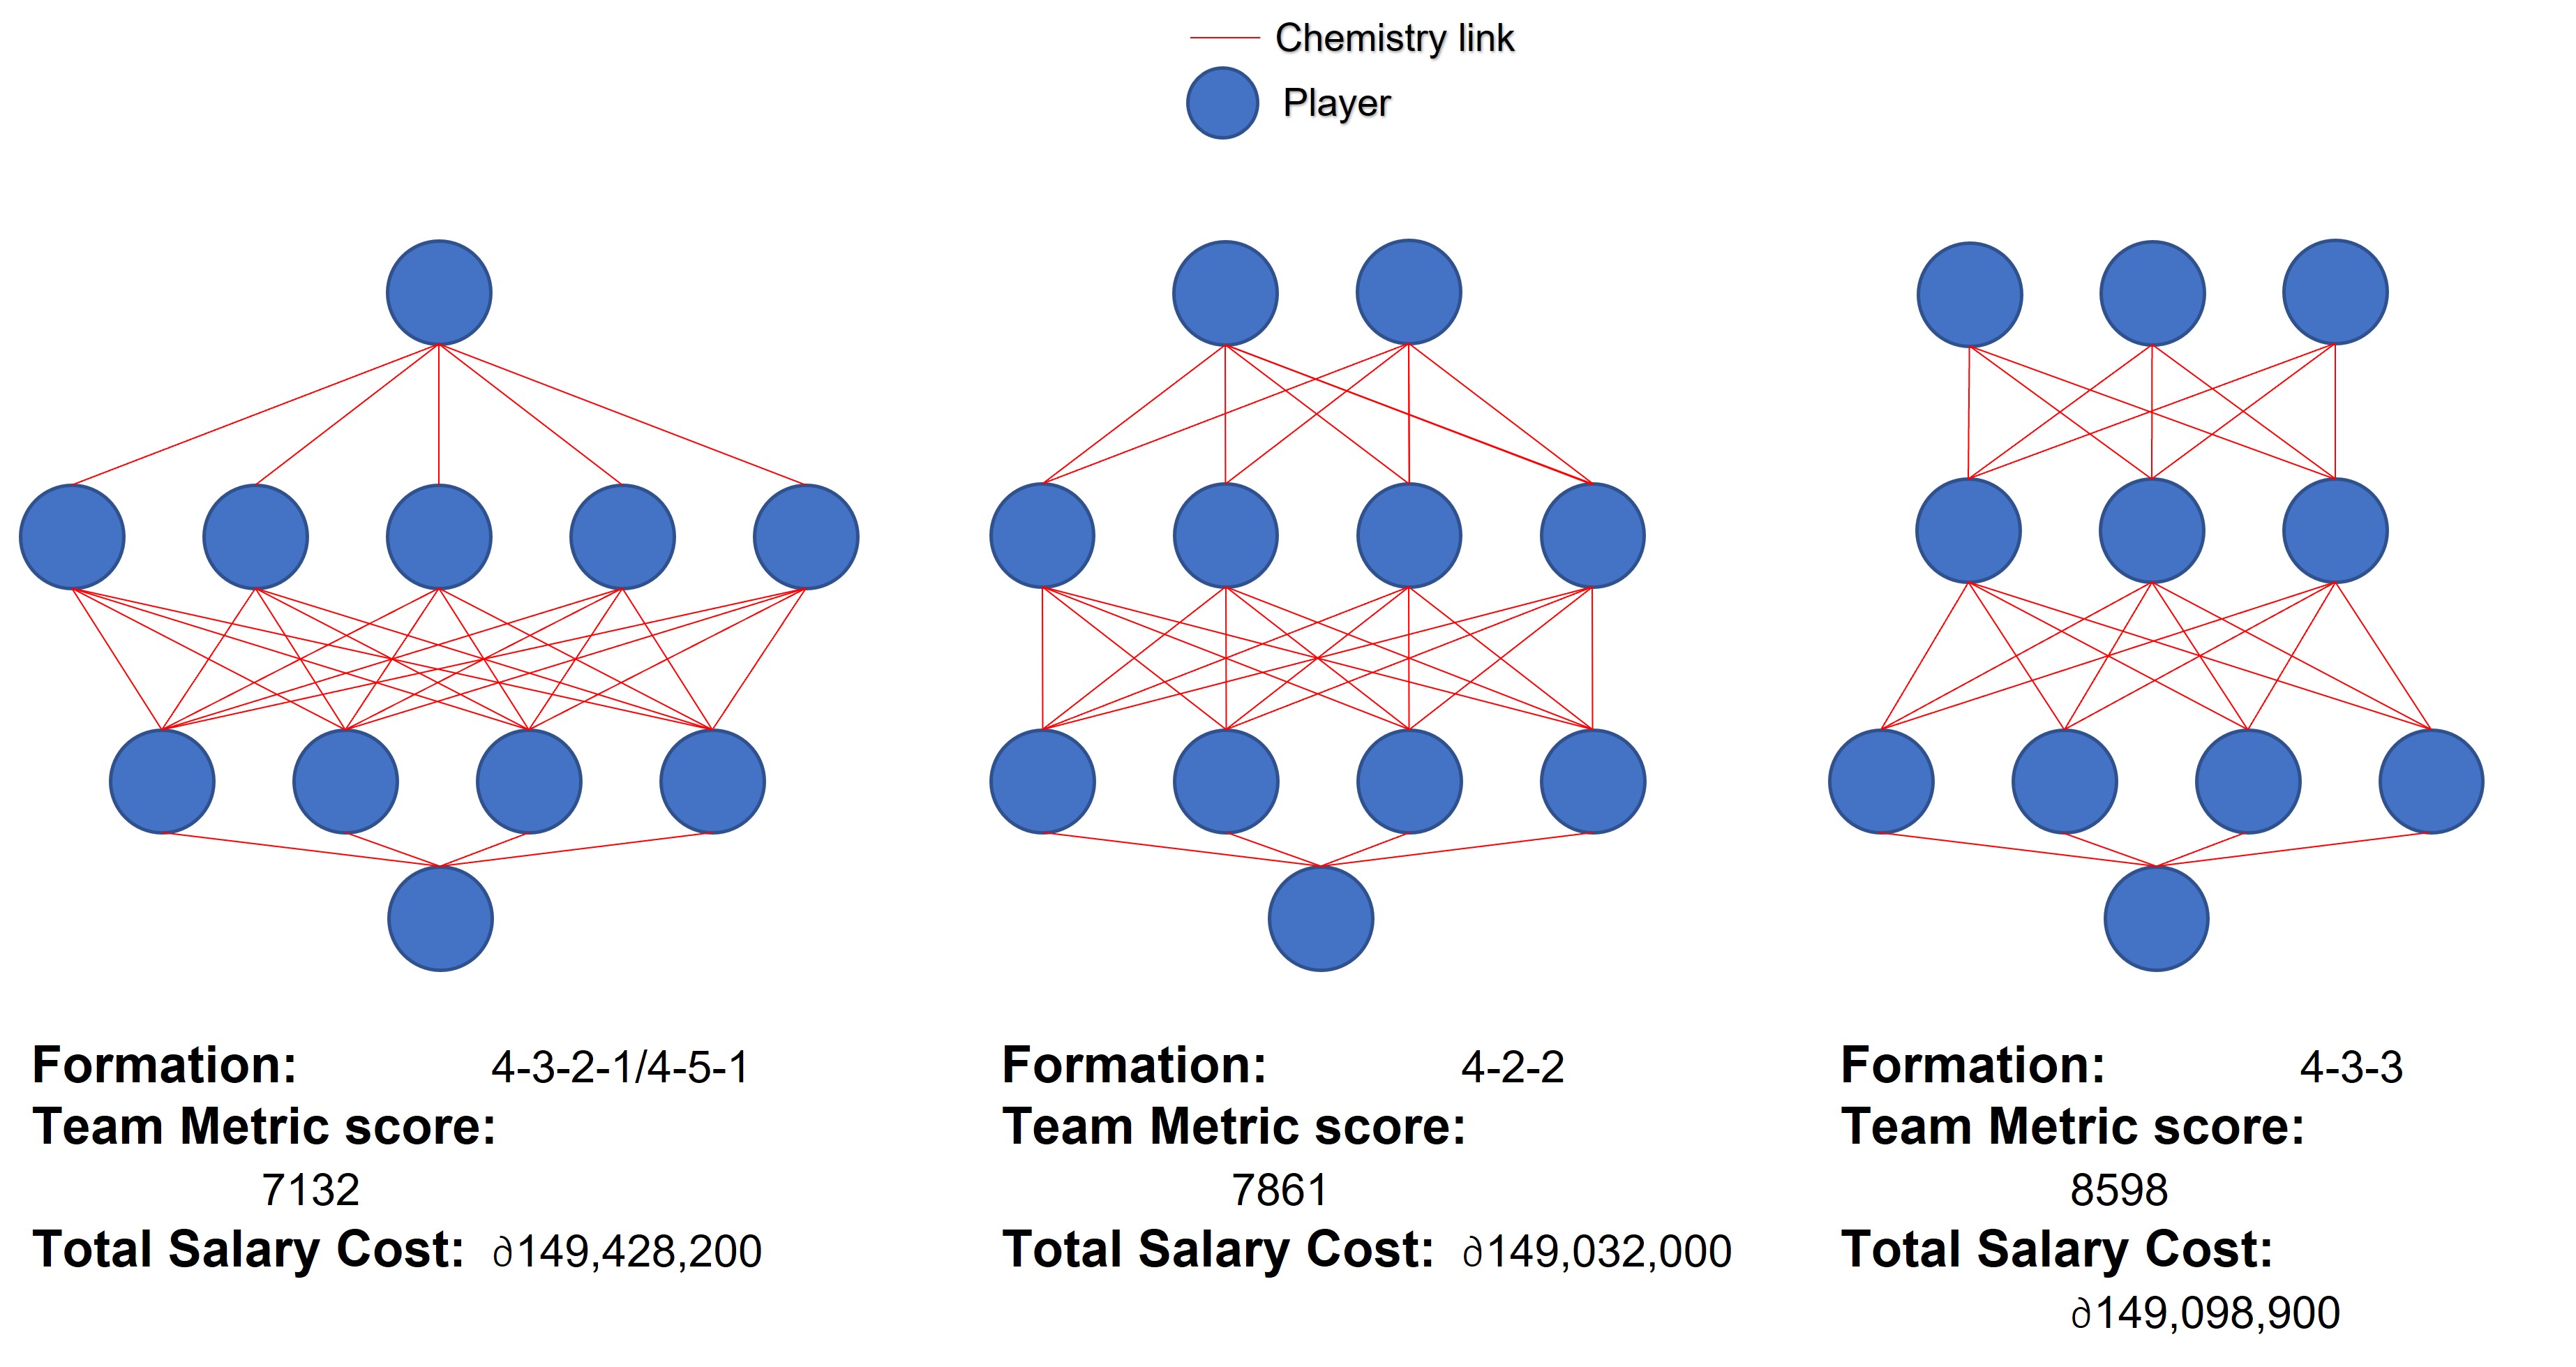 Chemistry link
Player
Formation: 4-3-2-1/4-5-1
Team Metric score:
7132
Total Salary Cost: ∂149,428,200
Formation: 4-2-2
Team Metric score:
7861
Total Salary Cost: ∂149,032,000
Formation: 4-3-3
Team Metric score:
8598
Total Salary Cost:
∂149,098,900